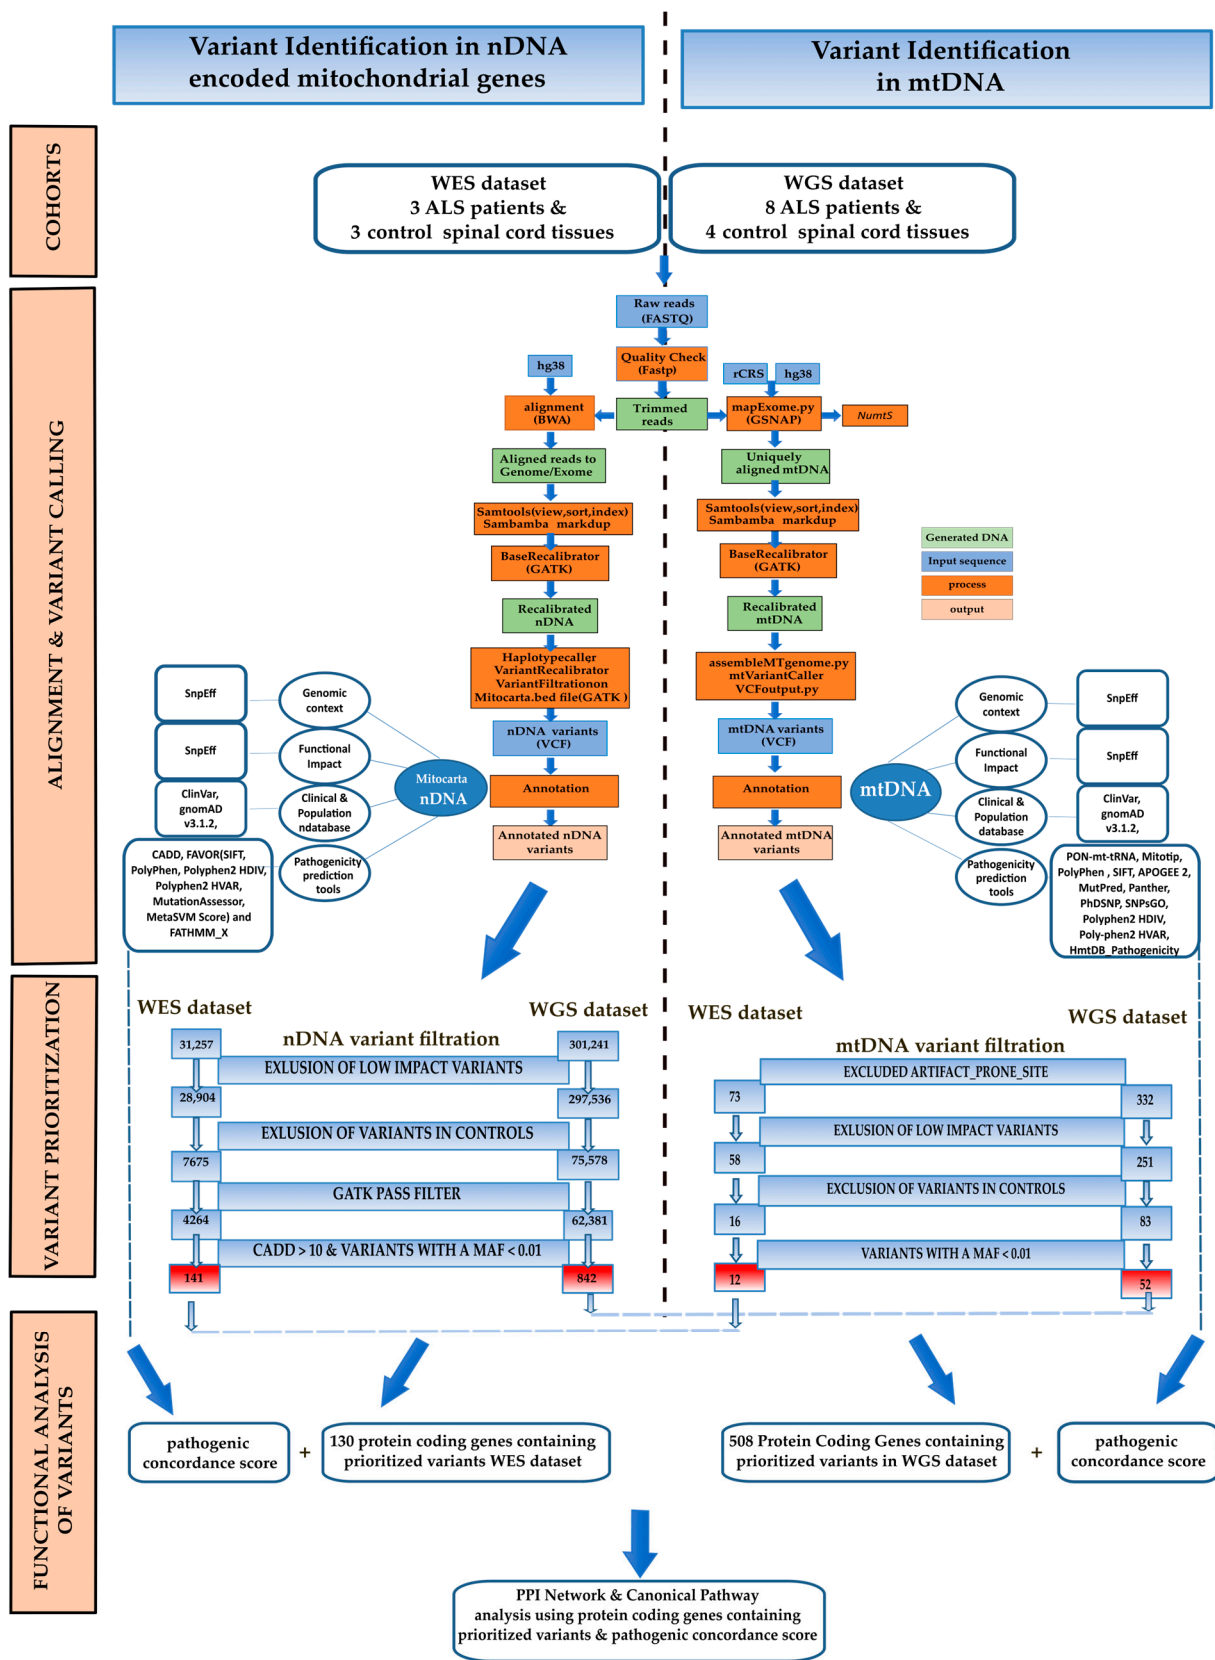 Variant Identification in nDNA
encoded mitochondrial genes
Variant Identification
in mtDNA
COHORTS
WES dataset
3 ALS patients &
3 control spinal cord tissues
WGS dataset
8 ALS patients &
4 control spinal cord tissues
ALIGNMENT & VARIANT CALLING
Raw reads
(FASTQ)
Quality Check
(Fastp)
hg38
rCRS
hg38
alignment
(BWA)
Trimmed
reads
mapExome.py
(GSNAP)
NumtS
Aligned reads to
Genome/Exome
Uniquely
aligned mtDNA
Samtools(view,sort,index)
Sambamba markdup
Samtools(view,sort,index)
Sambamba markdup
BaseRecalibrator
(GATK)
BaseRecalibrator
(GATK)
Recalibrated
nDNA
Recalibrated
mtDNA
Generated DNA
Input sequence
process
output
Haplotypecaller
VariantRecalibrator
VariantFiltrationon
Mitocarta.bed file(GATK )
assembleMTgenome.py
mtVariantCaller
VCFoutput.py
nDNA variants
(VCF)
mtDNA variants
(VCF)
Annotation
Annotation
Annotated nDNA
variants
Annotated mtDNA
variants
SnpEff
Genomic
context
SnpEff
Functional
Impact
ClinVar,
gnomAD
v3.1.2,
Clinical &
Population
ndatabase
CADD, FAVOR(SIFT,
PolyPhen, Polyphen2 HDIV,
Polyphen2 HVAR,
MutationAssessor,
MetaSVM Score) and
FATHMM_X
Pathogenicity
prediction
tools
Mitocarta
nDNA
mtDNA
Genomic
context
SnpEff
Functional
Impact
SnpEff
Clinical &
Population
database
ClinVar,
gnomAD
v3.1.2,
Pathogenicity
prediction
tools
PON-mt-tRNA, Mitotip,
PolyPhen , SIFT, APOGEE 2,
MutPred, Panther,
PhDSNP, SNPsGO,
Polyphen2 HDIV,
Poly-phen2 HVAR,
HmtDB_Pathogenicity
VARIANT PRIORITIZATION
WES dataset
WGS dataset
nDNA variant filtration
31,257
301,241
EXLUSION OF LOW IMPACT VARIANTS
28,904
297,536
EXLUSION OF VARIANTS IN CONTROLS
7675
75,578
GATK PASS FILTER
4264
62,381
CADD > 10 & VARIANTS WITH A MAF < 0.01
141
842
WES dataset
WGS dataset
mtDNA variant filtration
EXCLUDED ARTIFACT_PRONE_SITE
73
332
EXLUSION OF LOW IMPACT VARIANTS
58
251
EXCLUSION OF VARIANTS IN CONTROLS
16
83
VARIANTS WITH A MAF < 0.01
12
52
FUNCTIONAL ANALYSIS
OF VARIANTS
pathogenic
concordance score
+
130 protein coding genes containing
prioritized variants WES dataset
508 Protein Coding Genes containing
prioritized variants in WGS dataset
+
pathogenic
concordance score
PPI Network & Canonical Pathway
analysis using protein coding genes containing
prioritized variants & pathogenic concordance score